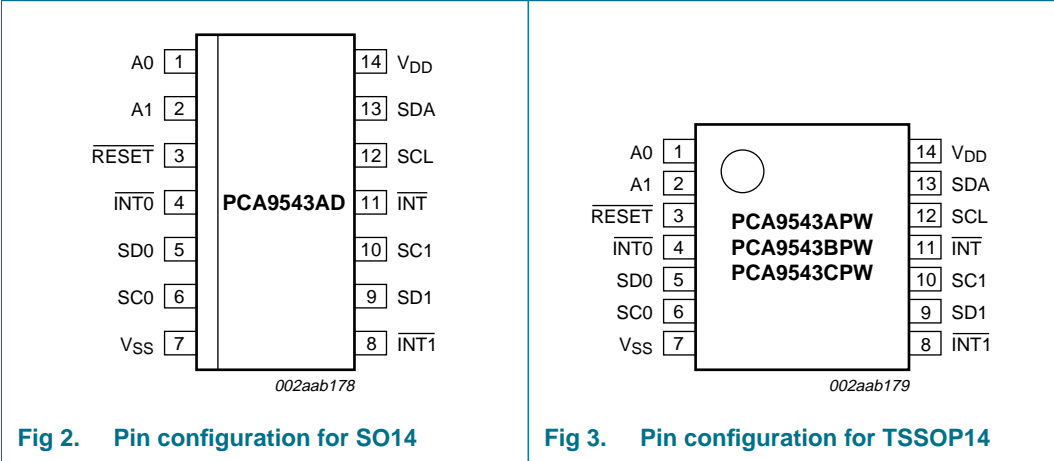 A0 1 14 VDD
A1 2 13 SDA
RESET 3 12 SCL
INT0 4 PCA9543AD 11 INT
SD0 5 10 SC1
SC0 6 9 SD1
VSS 7 8 INT1
002aab178
Fig 2. Pin configuration for SO14
A0 1 14 VDD
A1 2 13 SDA
RESET 3 12 SCL
INT0 4 11 INT
SD0 5 10 SC1
SC0 6 9 SD1
VSS 7 8 INT1
PCA9543APW
PCA9543BPW
PCA9543CPW
002aab179
Fig 3. Pin configuration for TSSOP14